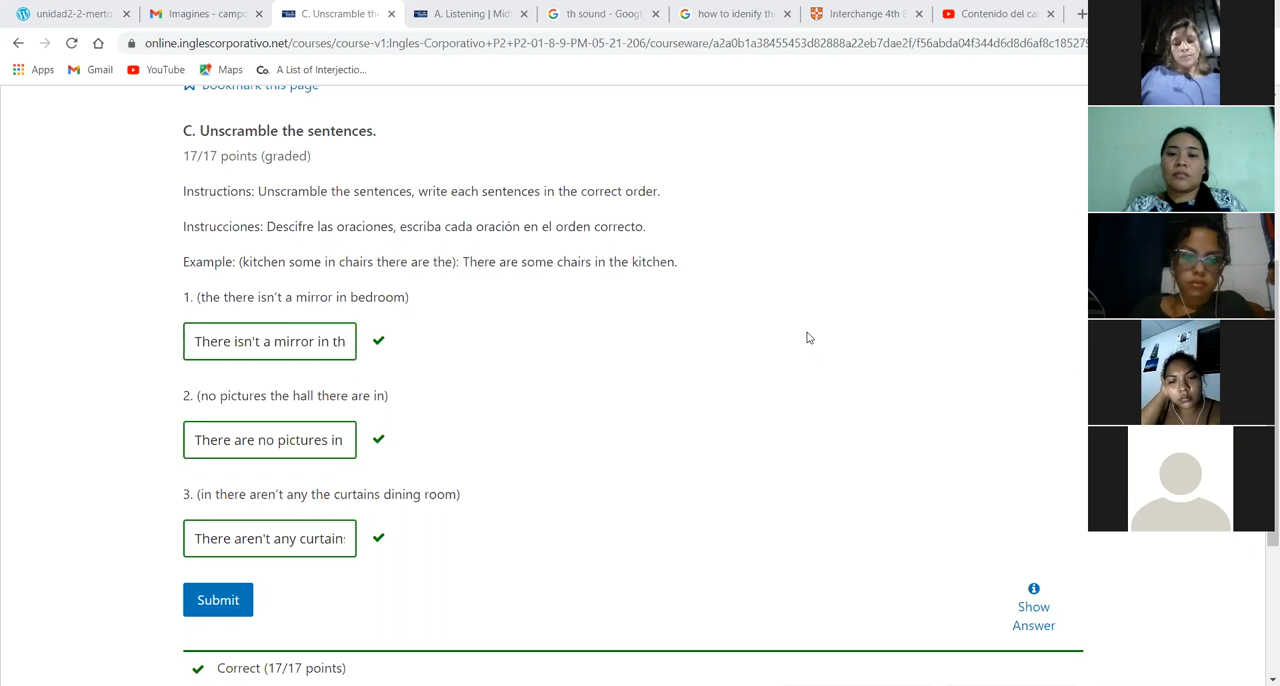 unidad2-2-merto
Imagines - campo
C. Unscramble the
A. Listening | Mid
th sound - Goog
how to idenify the
Interchange 4th E
Contenido del ca
online.inglescorporativo.net/courses/course-v1:Ingles-Corporativo+P2+P2-01-8-9-PM-05-21-206/courseware/a2a0b1a38455453d82888a22eb7dae2f/f56abda04f344d6d8d6af8c185279
Apps
Gmail
YouTube
Maps
Co. A List of Interjectio...
Bookmark this page
C. Unscramble the sentences.
17/17 points (graded)
Instructions: Unscramble the sentences, write each sentences in the correct order.
Instrucciones: Descifre las oraciones, escriba cada oración en el orden correcto.
Example: (kitchen some in chairs there are the): There are some chairs in the kitchen.
1. (the there isn't a mirror in bedroom)
There isn't a mirror in th
2. (no pictures the hall there are in)
There are no pictures in
3. (in there aren't any the curtains dining room)
There aren't any curtain
Submit
Show
Answer
Correct (17/17 points)